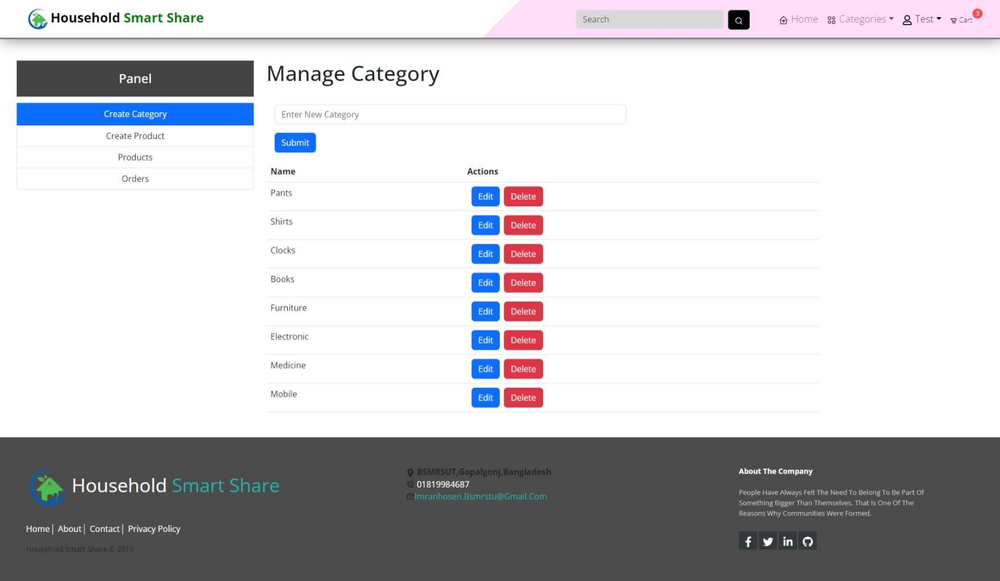 Household Smart Share
Search
Home
Categories
Test
Cart
3
Panel
Create Category
Create Product
Products
Orders
Manage Category
Enter New Category
Submit
Name Actions
Pants Edit Delete
Shirts Edit Delete
Clocks Edit Delete
Books Edit Delete
Furniture Edit Delete
Electronic Edit Delete
Medicine Edit Delete
Mobile Edit Delete
Household Smart Share
Home| About| Contact| Privacy Policy
Household Smart Share © 2015
BSMRSUT,Gopalgonj,Bangladesh
01819984687
Imranhosen.Bsmrstu@Gmail.Com
About The Company
People Have Always Felt The Need To Belong To Be Part Of
Something Bigger Than Themselves. That Is One Of The
Reasons Why Communities Were Formed.